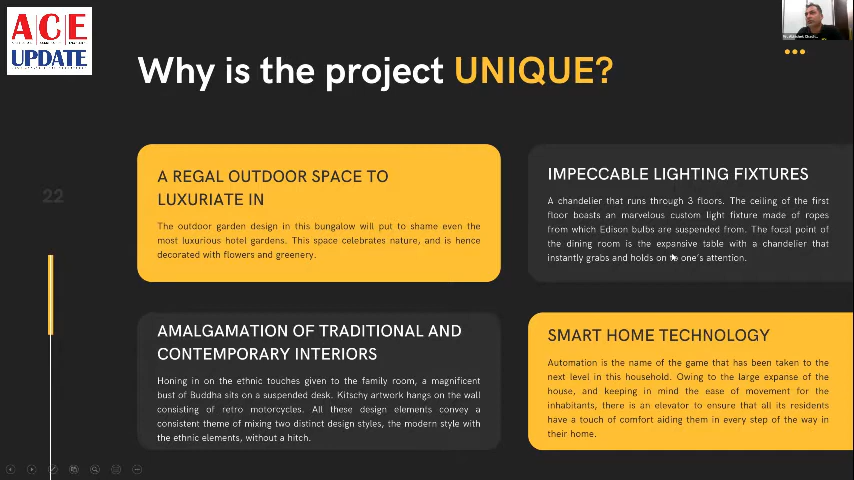 ACE
UPDATE
Why is the project UNIQUE?
22
A REGAL OUTDOOR SPACE TO
LUXURIATE IN
The outdoor garden design in this bungalow will put to shame even the
most luxurious hotel gardens. This space celebrates nature, and is hence
decorated with flowers and greenery.
IMPECCABLE LIGHTING FIXTURES
A chandelier that runs through 3 floors. The ceiling of the first
floor boasts an marvelous custom light fixture made of ropes
from which Edison bulbs are suspended from. The focal point of
the dining room is the expansive table with a chandelier that
instantly grabs and holds on to one's attention.
AMALGAMATION OF TRADITIONAL AND
CONTEMPORARY INTERIORS
Honing in on the ethnic touches given to the family room, a magnificent
bust of Buddha sits on a suspended desk. Kitschy artwork hangs on the wall
consisting of retro motorcycles. All these design elements convey a
consistent theme of mixing two distinct design styles, the modern style with
the ethnic elements, without a hitch.
SMART HOME TECHNOLOGY
Automation is the name of the game that has been taken to the
next level in this household. Owing to the large expanse of the
house, and keeping in mind the ease of movement for the
inhabitants, there is an elevator to ensure that all its residents
have a touch of comfort aiding them in every step of the way in
their home.